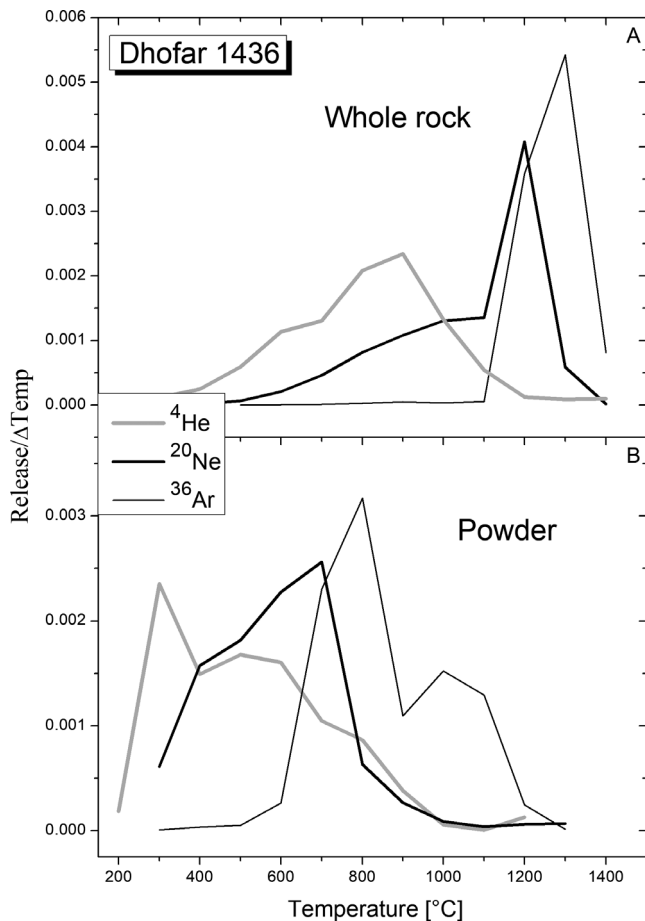 Dhofar 1436
A
Whole rock
0.006
0.005
0.004
0.003
0.002
0.001
0.000
Release/ΔTemp
⁴He
²⁰Ne
³⁶Ar
B
Powder
0.003
0.002
0.001
0.000
200 400 600 800 1000 1200 1400
Temperature [°C]